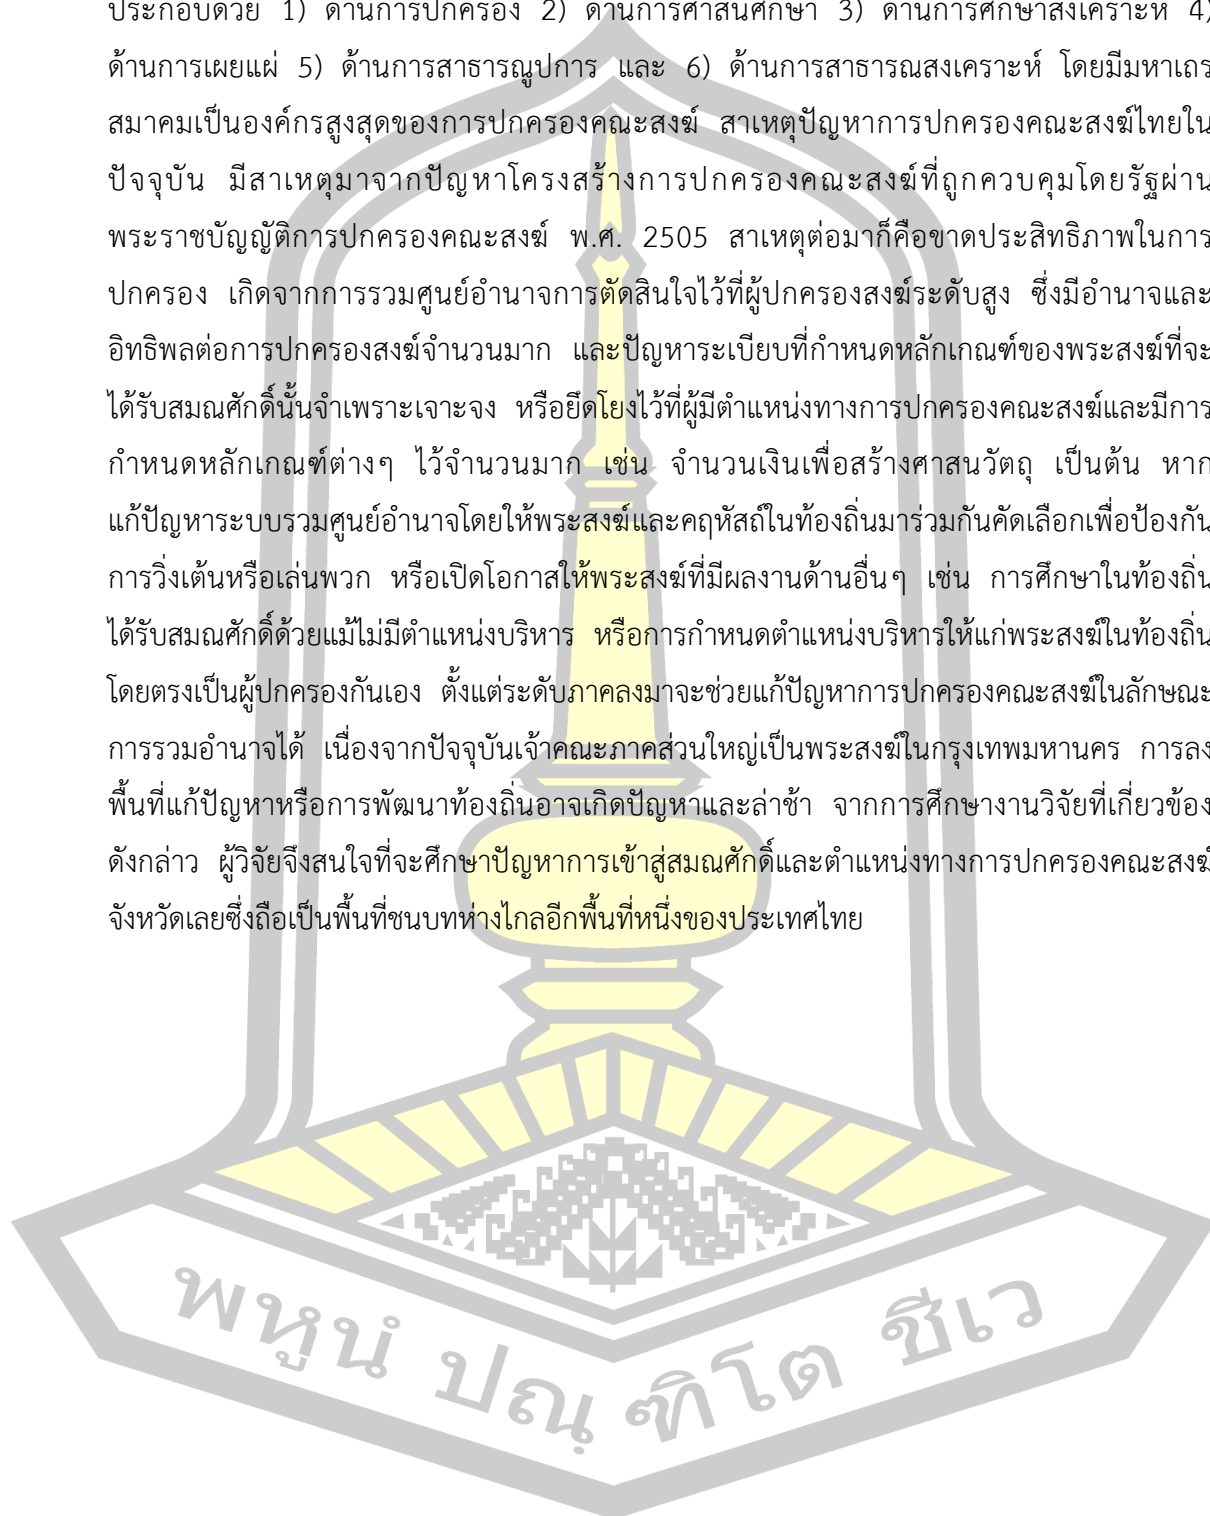 ประกอบด้วย 1) ด้านการปกครอง 2) ด้านการศาสนศึกษา 3) ด้านการศึกษาสงเคราะห์ 4)
ด้านการเผยแผ่ 5) ด้านการสาธารณูปการ และ 6) ด้านการสาธารณสงเคราะห์ โดยมีมหาเถร
สมาคมเป็นองค์กรสูงสุดของการปกครองคณะสงฆ์ สาเหตุปัญหาการปกครองคณะสงฆ์ไทยใน
ปัจจุบัน มีสาเหตุมาจากปัญหาโครงสร้างการปกครองคณะสงฆ์ที่ถูกควบคุมโดยรัฐผ่าน
พระราชบัญญัติการปกครองคณะสงฆ์ พ.ศ. 2505 สาเหตุต่อมาก็คือขาดประสิทธิภาพในการ
ปกครอง เกิดจากการรวมศูนย์อำนาจการตัดสินใจไว้ที่ผู้ปกครองสงฆ์ระดับสูง ซึ่งมีอำนาจและ
อิทธิพลต่อการปกครองสงฆ์จำนวนมาก และปัญหาระเบียบที่กำหนดหลักเกณฑ์ของพระสงฆ์ที่จะ
ได้รับสมณศักดิ์นั้นจำเพราะเจาะจง หรือยึดโยงไว้ที่ผู้มีตำแหน่งทางการปกครองคณะสงฆ์และมีการ
กำหนดหลักเกณฑ์ต่างๆ ไว้จำนวนมาก เช่น จำนวนเงินเพื่อสร้างศาสนวัตถุ เป็นต้น หาก
แก้ปัญหาระบบรวมศูนย์อำนาจโดยให้พระสงฆ์และคฤหัสถ์ในท้องถิ่นมาร่วมกันคัดเลือกเพื่อป้องกัน
การวิ่งเต้นหรือเล่นพวก หรือเปิดโอกาสให้พระสงฆ์ที่มีผลงานด้านอื่นๆ เช่น การศึกษาในท้องถิ่น
ได้รับสมณศักดิ์ด้วยแม้ไม่มีตำแหน่งบริหาร หรือการกำหนดตำแหน่งบริหารให้แก่พระสงฆ์ในท้องถิ่น
โดยตรงเป็นผู้ปกครองกันเอง ตั้งแต่ระดับภาคลงมาจะช่วยแก้ปัญหาการปกครองคณะสงฆ์ในลักษณะ
การรวมอำนาจได้ เนื่องจากปัจจุบันเจ้าคณะภาคส่วนใหญ่เป็นพระสงฆ์ในกรุงเทพมหานคร การลง
พื้นที่แก้ปัญหาหรือการพัฒนาท้องถิ่นอาจเกิดปัญหาและล่าช้า จากการศึกษางานวิจัยที่เกี่ยวข้อง
ดังกล่าว ผู้วิจัยจึงสนใจที่จะศึกษาปัญหาการเข้าสู่สมณศักดิ์และตำแหน่งทางการปกครองคณะสงฆ์
จังหวัดเลยซึ่งถือเป็นพื้นที่ชนบทห่างไกลอีกพื้นที่หนึ่งของประเทศไทย
พหูนํ ปณฺฑิโต ชีเว